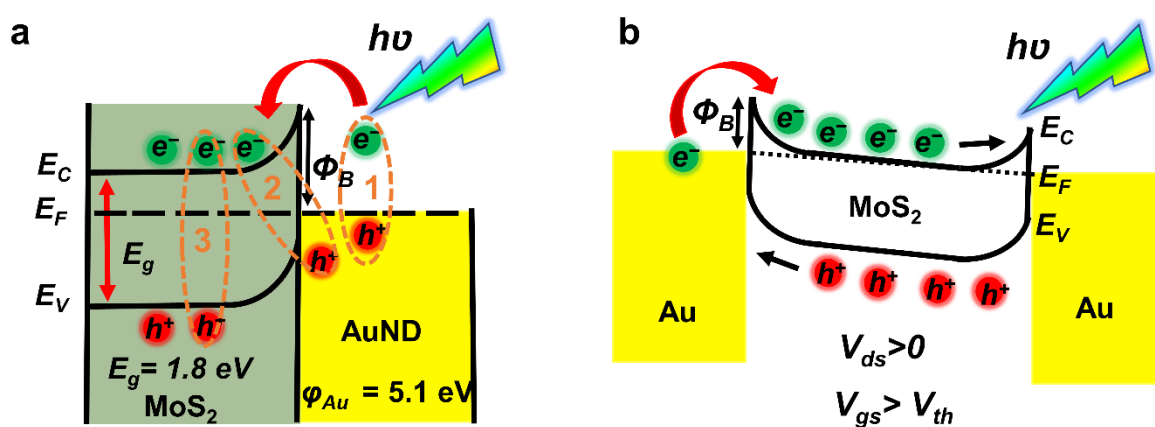 a
hυ
e⁻
e⁻ e⁻ e⁻
Φ_B
1
2
E_C
E_F
h⁺
h⁺
3
E_g
E_V
h⁺ h⁻
AuND
E_g= 1.8 eV
MoS₂
φ_Au = 5.1 eV
b
hυ
Φ_B
e⁻ e⁻ e⁻ e⁻
E_C
e⁻
E_F
MoS₂
E_V
h⁺ h⁺ h⁺ h⁺
Au
Au
V_ds>0
V_gs> V_th